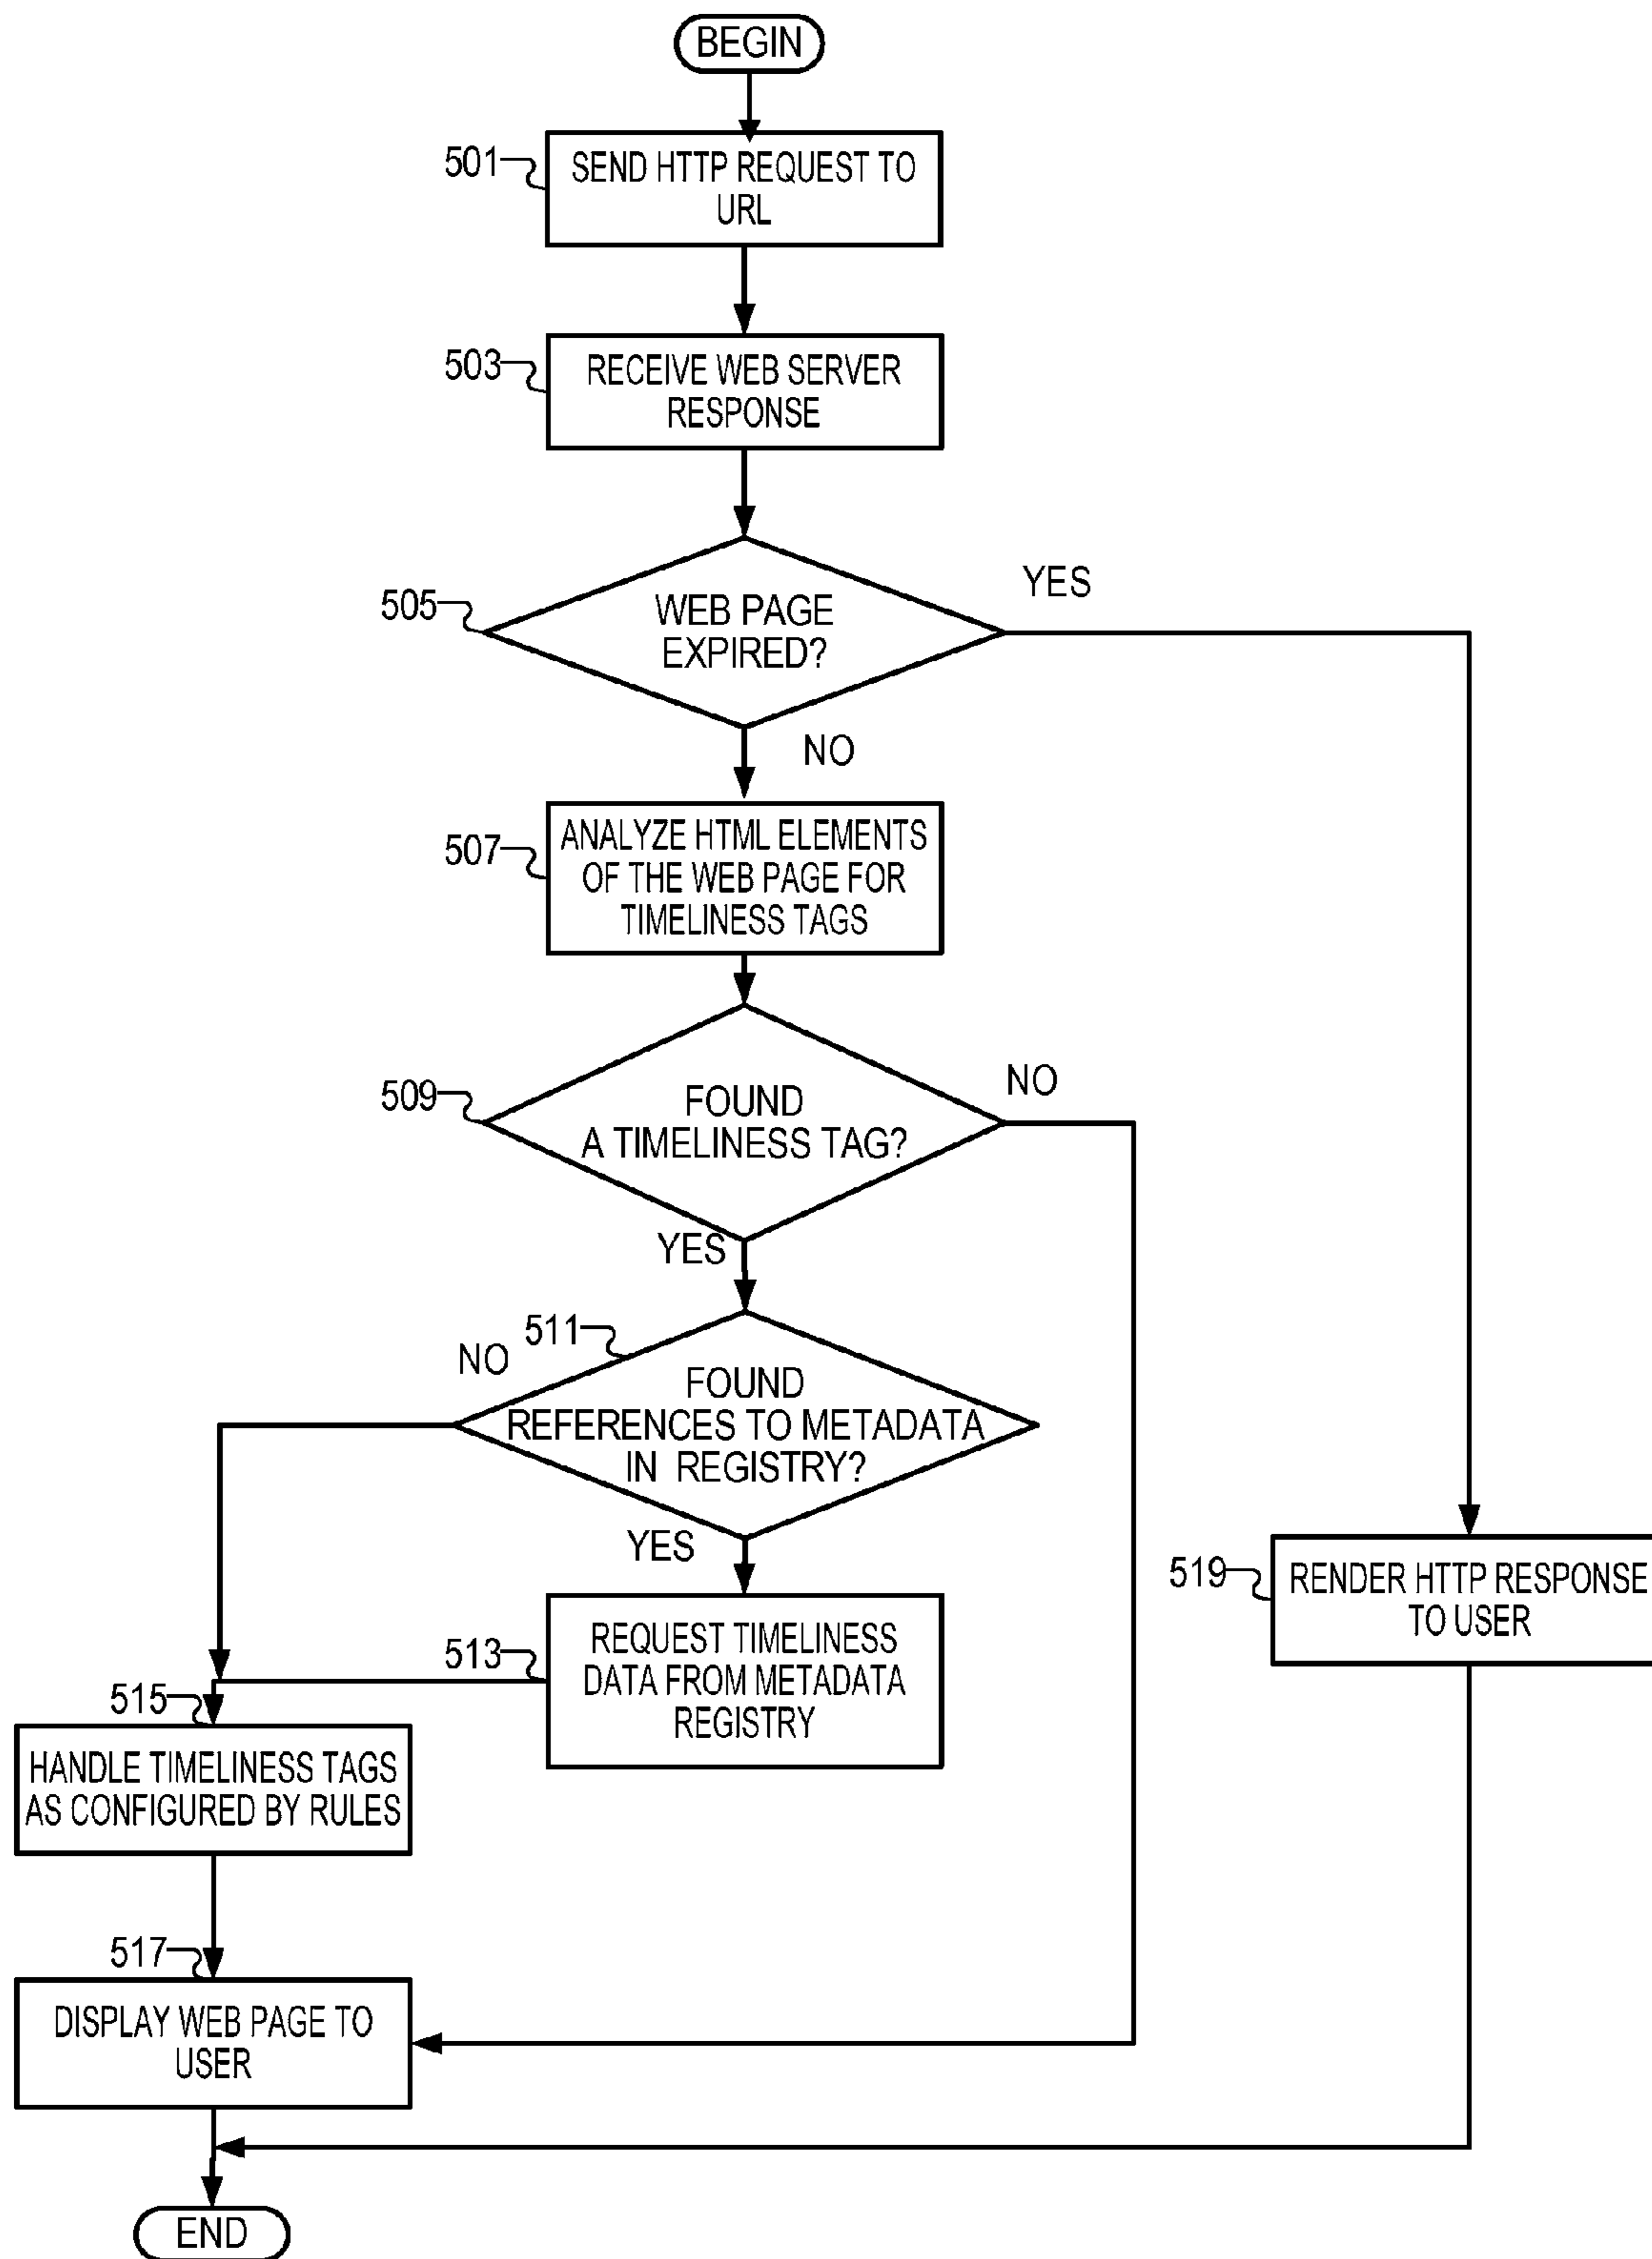 BEGIN
501
SEND HTTP REQUEST TO
URL
503
RECEIVE WEB SERVER
RESPONSE
505
WEB PAGE
EXPIRED?
YES
NO
507
ANALYZE HTML ELEMENTS
OF THE WEB PAGE FOR
TIMELINESS TAGS
509
FOUND
A TIMELINESS TAG?
NO
YES
511
NO
FOUND
REFERENCES TO METADATA
IN REGISTRY?
YES
513
REQUEST TIMELINESS
DATA FROM METADATA
REGISTRY
519
RENDER HTTP RESPONSE
TO USER
515
HANDLE TIMELINESS TAGS
AS CONFIGURED BY RULES
517
DISPLAY WEB PAGE TO
USER
END